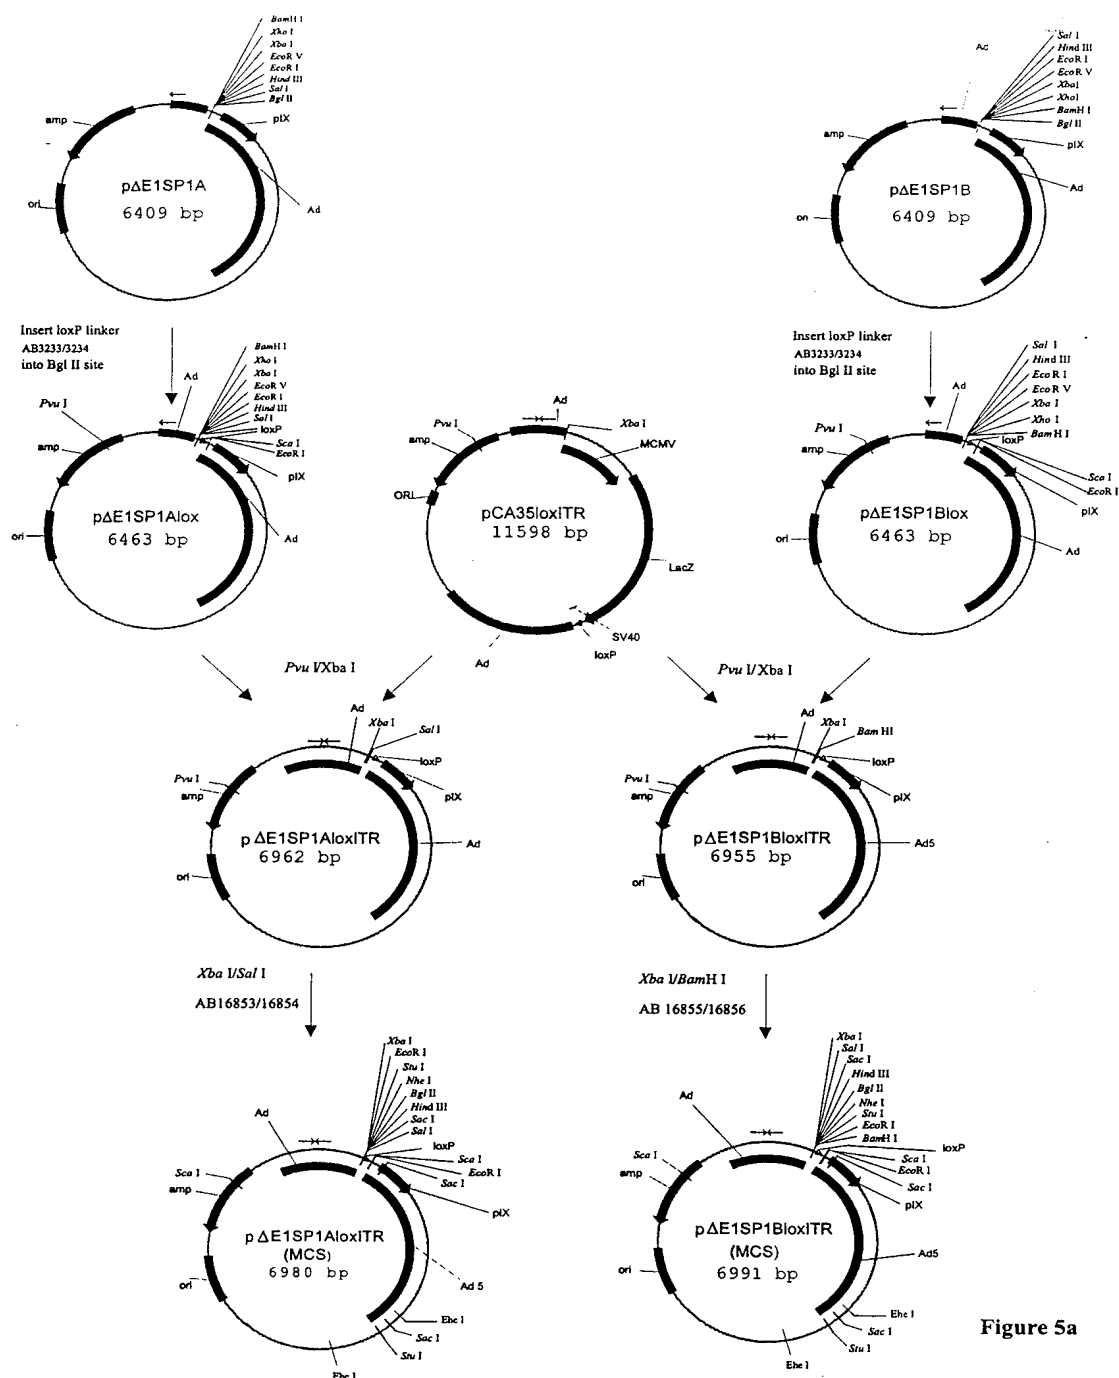 BamH I
Xho I
Xba I
EcoR V
EcoR I
Hind III
Sal I
Bgl II
amp
pIX
ori
Ad
p∆E1SP1A
6409 bp
Ac
Sal I
Hind III
EcoR I
EcoR V
XbaI
XhoI
BamH I
Bgl II
amp
pIX
Ad
on
p∆E1SP1B
6409 bp
Insert loxP linker
AB3233/3234
into Bgl II site
Insert loxP linker
AB3233/3234
into Bgl II site
BamH I
Xho I
Xba I
EcoR V
EcoR I
Hind III
Sal I
loxP
Sca I
EcoR I
Ad
Pvu I
amp
pIX
ori
Ad
p∆E1SP1Alox
6463 bp
Ad
Xba I
MCMV
Pvu I
amp
ORI
pCA35loxITR
11598 bp
LacZ
SV40
loxP
Ad
Sal I
Hind III
EcoR I
EcoR V
Xba I
Xho I
BamH I
loxP
Sca I
EcoR I
Ad
Pvu I
amp
pIX
ori
Ad
p∆E1SP1Blox
6463 bp
Pvu I/Xba I
Pvu I/Xba I
Ad
Xba I
Sal I
loxP
pIX
Pvu I
amp
ori
Ad
p∆E1SP1AloxITR
6962 bp
Ad
Xba I
Bam HI
loxP
pIX
Pvu I
amp
ori
Ad5
p∆E1SP1BloxITR
6955 bp
Xba I/Sal I
AB16853/16854
Xba I/BamH I
AB 16855/16856
Xba I
EcoR I
Stu I
Nhe I
Bgl II
Hind III
Sac I
Sal I
loxP
Sca I
EcoR I
Sac I
pIX
Ad
Sca I
amp
ori
p∆E1SP1AloxITR
(MCS)
6980 bp
Ad 5
Ehe I
Sac I
Stu I
Ehe I
Xba I
Sal I
Sac I
Hind III
Bgl II
Nhe I
Stu I
EcoR I
BamH I
loxP
Sca I
EcoR I
Sac I
pIX
Ad
Sca I
amp
ori
p∆E1SP1BloxITR
(MCS)
6991 bp
Ad5
Ehe I
Sac I
Stu I
Ehe I
Figure 5a